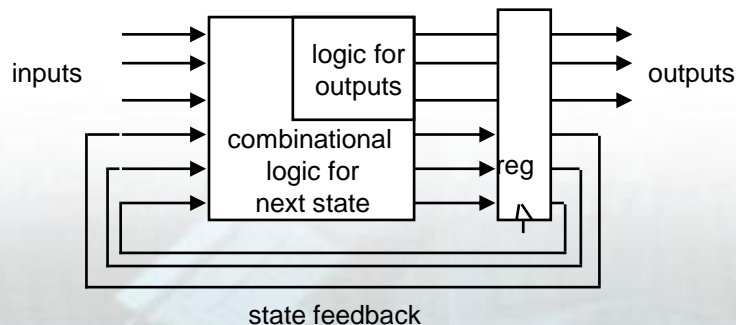 logic for
outputs
inputs
outputs
combinational
logic for
next state
reg
state feedback